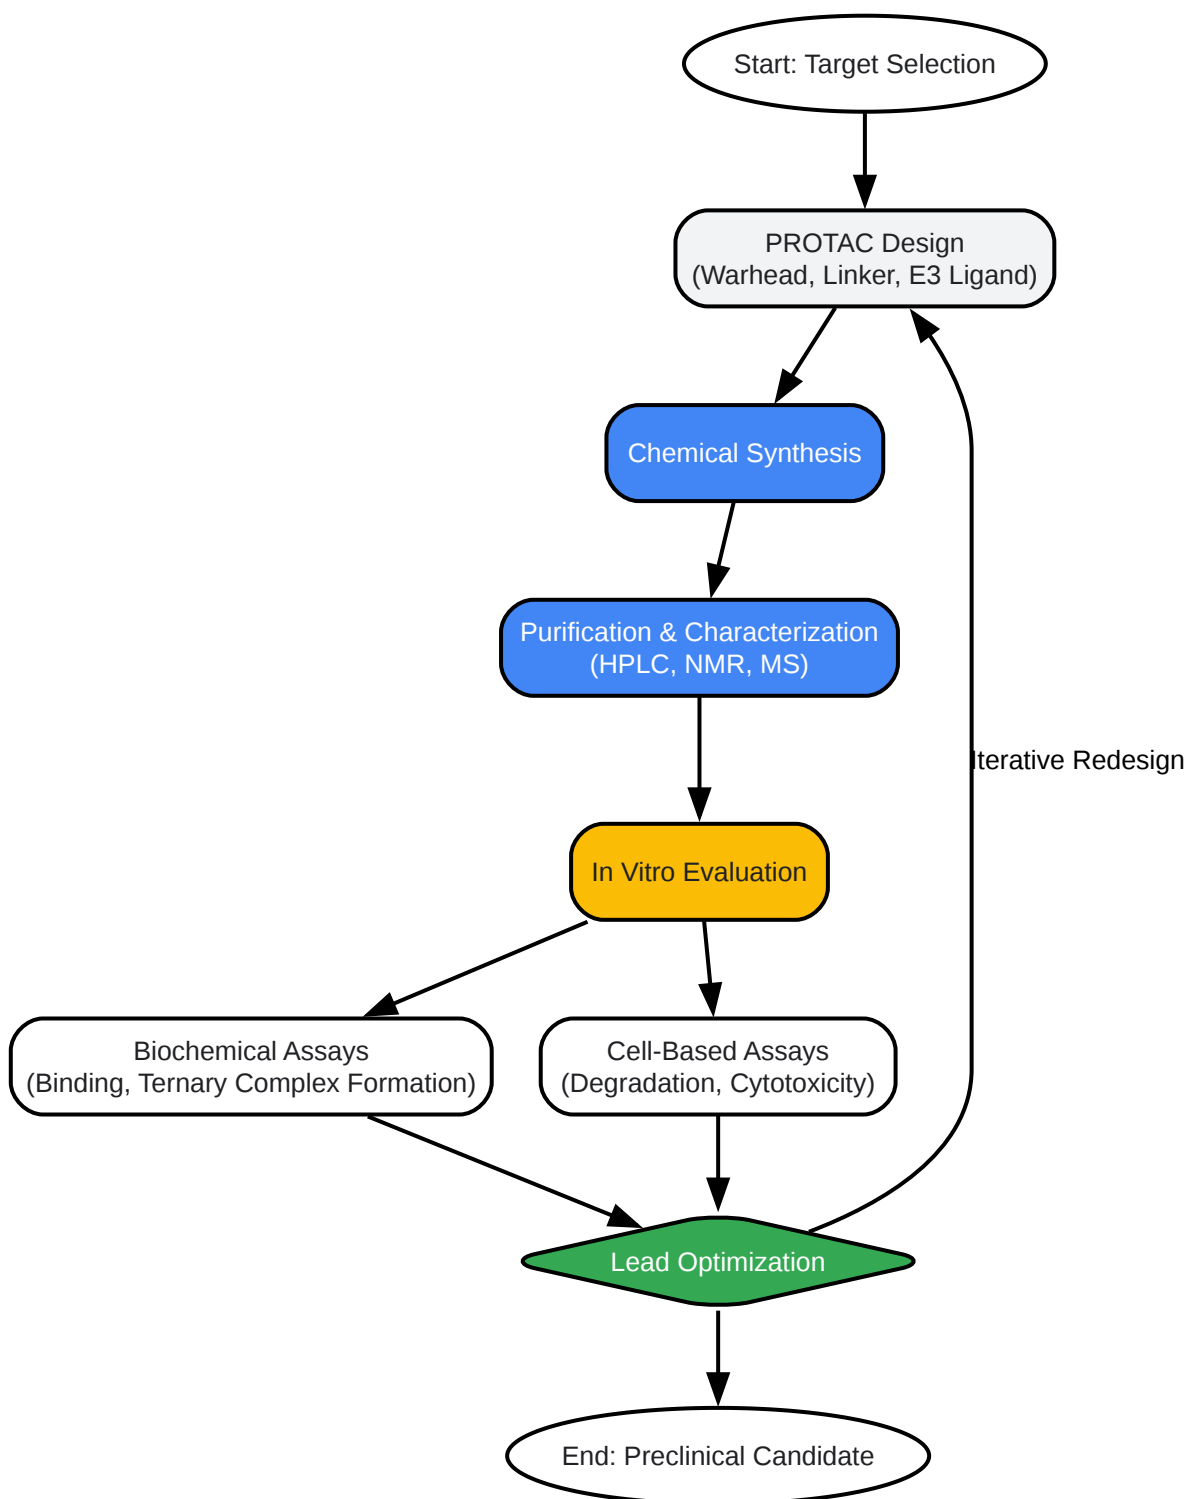 Start: Target Selection
PROTAC Design
(Warhead, Linker, E3 Ligand)
Chemical Synthesis
Purification & Characterization
(HPLC, NMR, MS)
Iterative Redesign
In Vitro Evaluation
Biochemical Assays
(Binding, Ternary Complex Formation)
Cell-Based Assays
(Degradation, Cytotoxicity)
Lead Optimization
End: Preclinical Candidate